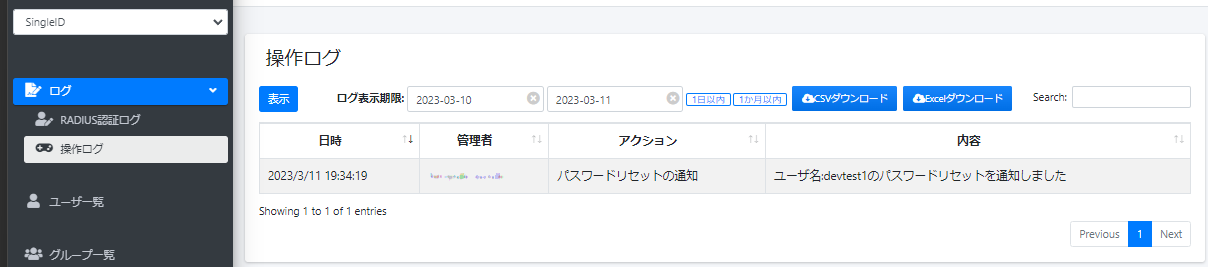 SingleID
ログ
RADIUS認証ログ
操作ログ
ユーザ一覧
グループ一覧
操作ログ
表示 ログ表示期限: 2023-03-10 2023-03-11 1日以内 1か月以内 CSVダウンロード Excelダウンロード Search:
日時 管理者 アクション 内容
2023/3/11 19:34:19 パスワードリセットの通知 ユーザ名:devtest1のパスワードリセットを通知しました
Showing 1 to 1 of 1 entries
Previous 1 Next